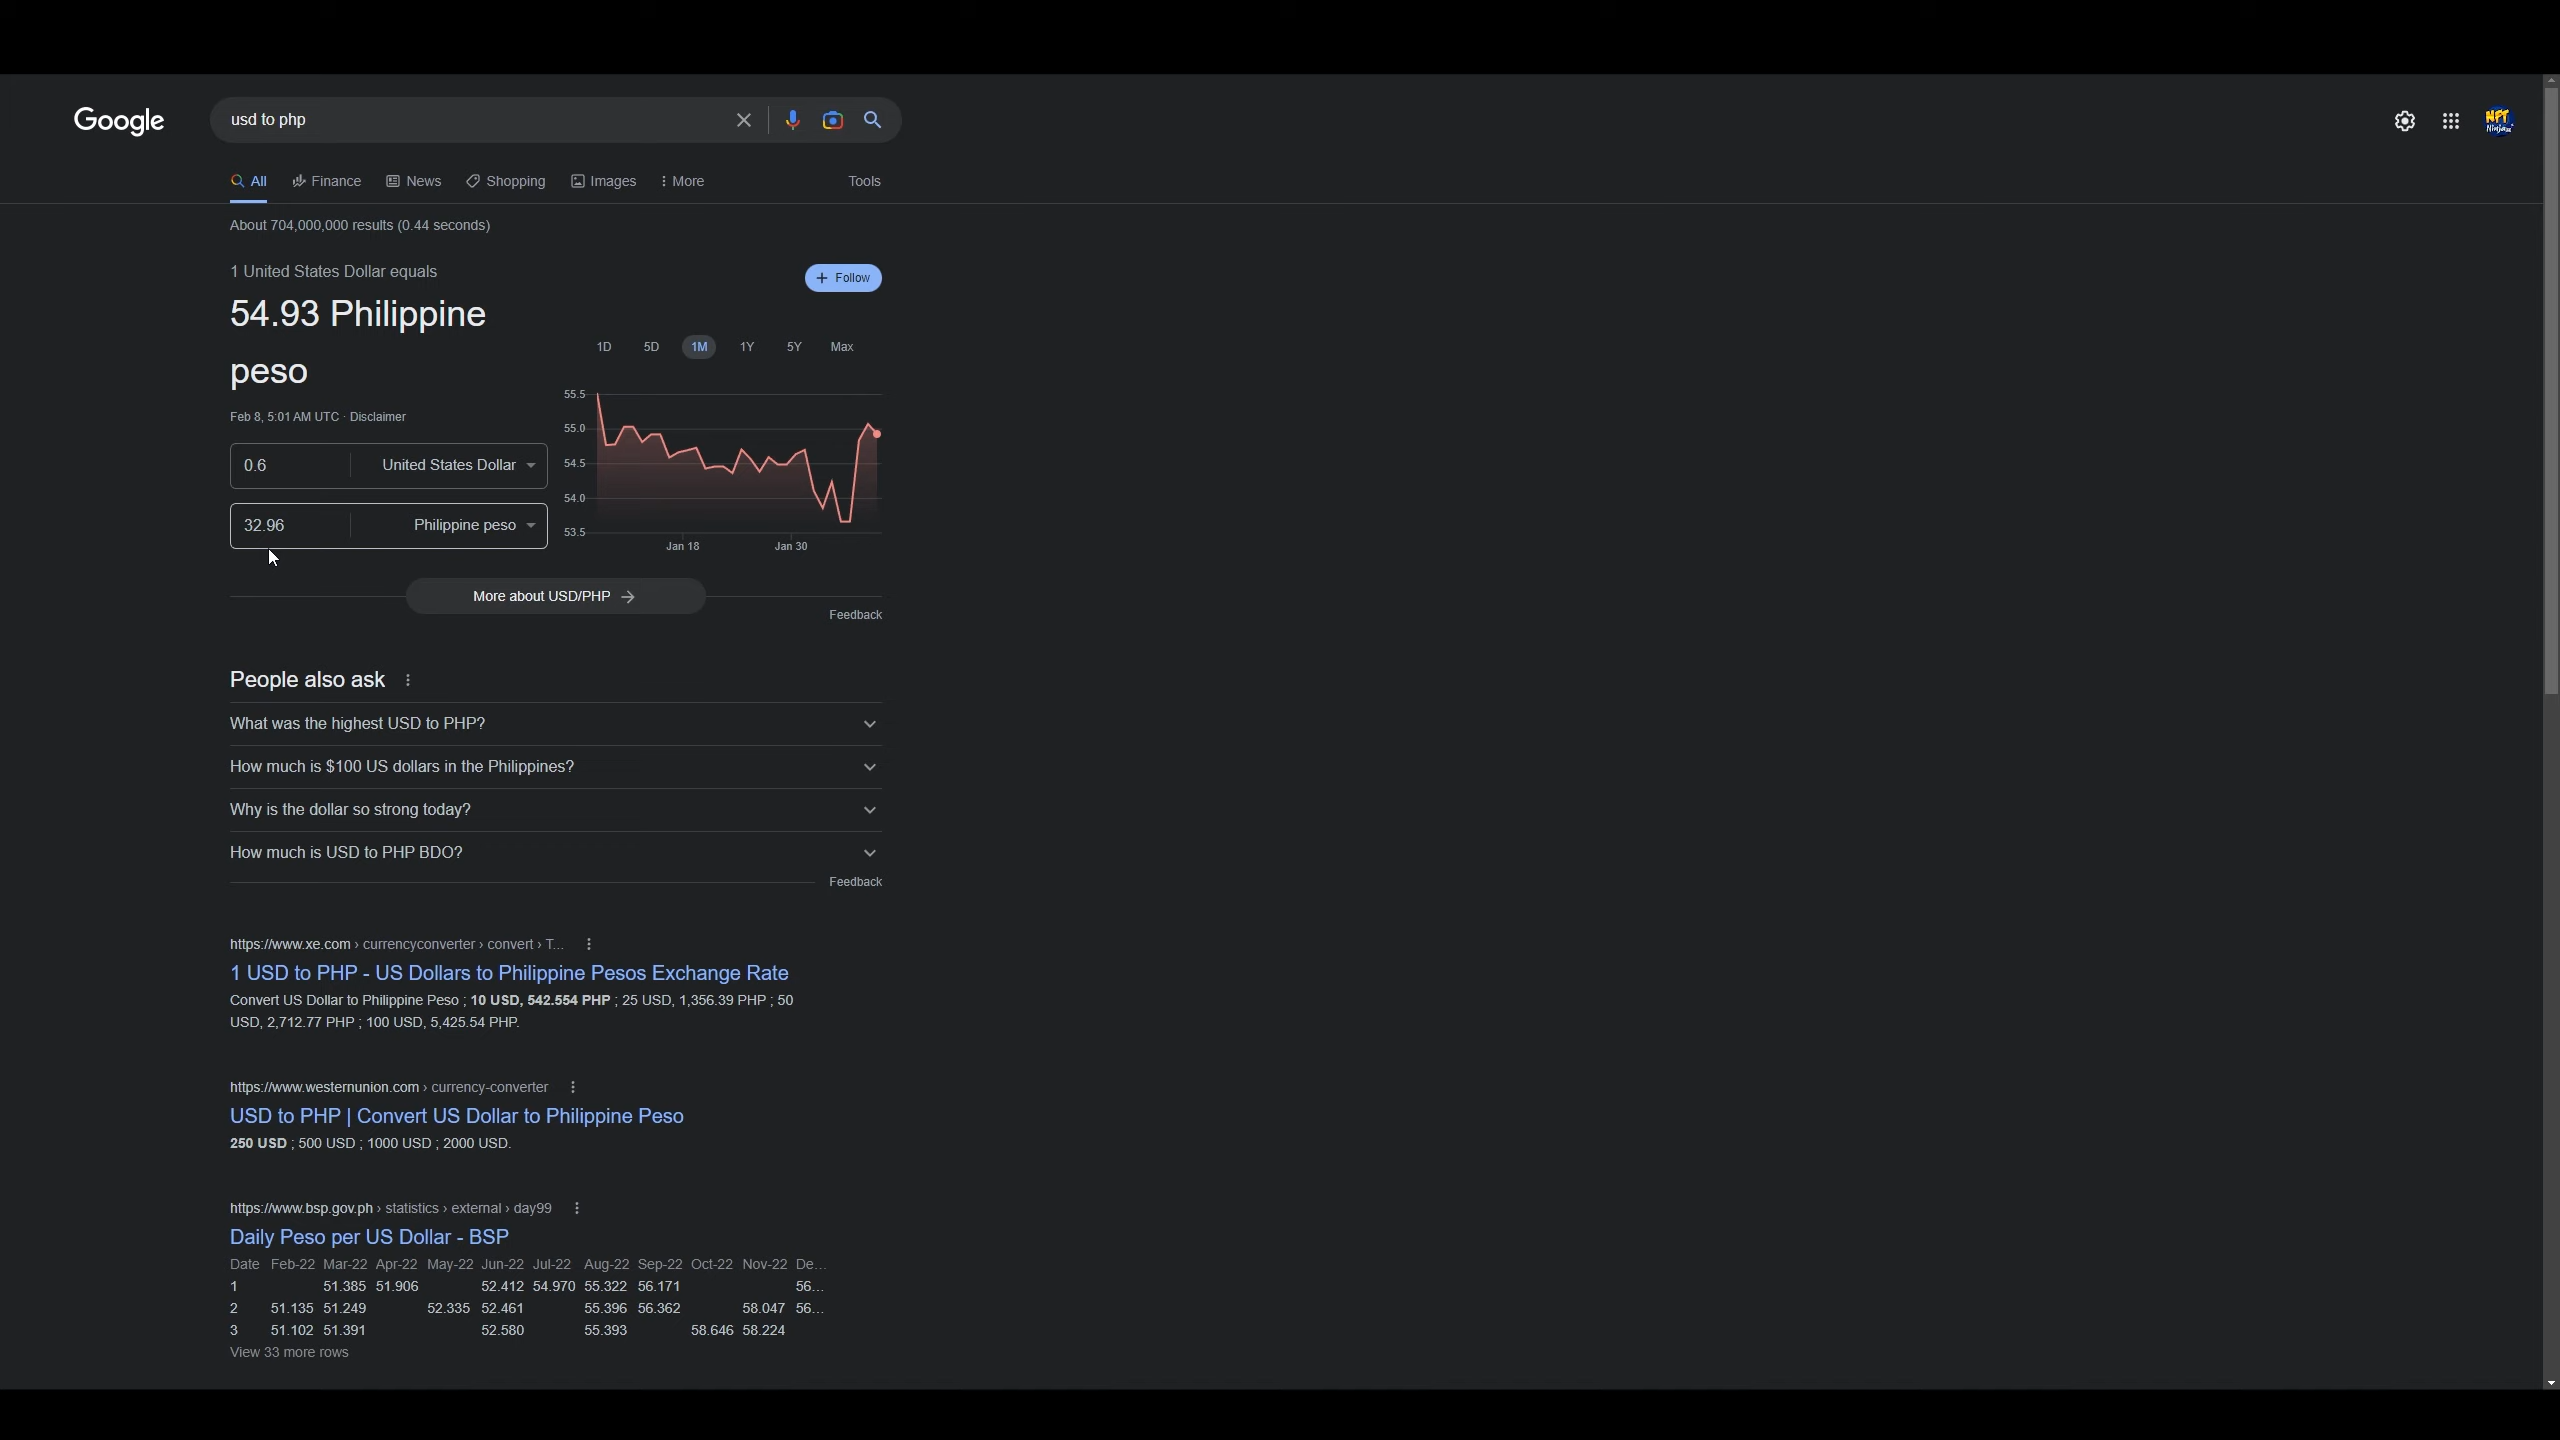 Google
usd to php
NFT
Ninjaz
All Finance News Shopping Images More Tools
About 704,000,000 results (0.44 seconds)
1 United States Dollar equals
+ Follow
54.93 Philippine
peso
1D 5D 1M 1Y 5Y Max
Feb 8, 5:01 AM UTC · Disclaimer
0.6 United States Dollar
32.96 Philippine peso
55.5
55.0
54.5
54.0
53.5
Jan 18 Jan 30
More about USD/PHP →
Feedback
People also ask
What was the highest USD to PHP?
How much is $100 US dollars in the Philippines?
Why is the dollar so strong today?
How much is USD to PHP BDO?
Feedback
https://www.xe.com › currencyconverter › convert › T...
1 USD to PHP - US Dollars to Philippine Pesos Exchange Rate
Convert US Dollar to Philippine Peso ; 10 USD, 542.554 PHP ; 25 USD, 1,356.39 PHP ; 50
USD, 2,712.77 PHP ; 100 USD, 5,425.54 PHP.
https://www.westernunion.com › currency-converter
USD to PHP | Convert US Dollar to Philippine Peso
250 USD ; 500 USD ; 1000 USD ; 2000 USD.
https://www.bsp.gov.ph › statistics › external › day99
Daily Peso per US Dollar - BSP
Date Feb-22 Mar-22 Apr-22 May-22 Jun-22 Jul-22 Aug-22 Sep-22 Oct-22 Nov-22 De...
1 51.385 51.906 52.412 54.970 55.322 56.171 56...
2 51.135 51.249 52.335 52.461 55.396 56.362 58.047 56...
3 51.102 51.391 52.580 55.393 58.646 58.224
View 33 more rows